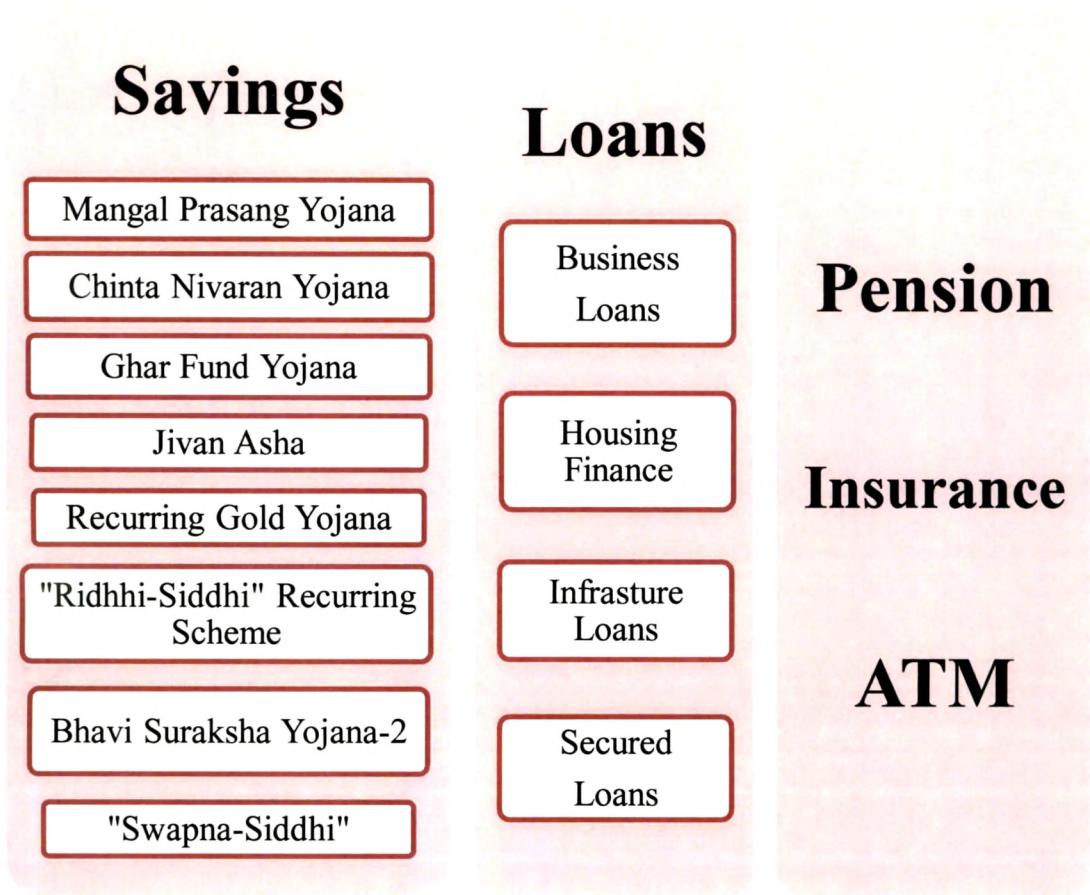 Savings
Mangal Prasang Yojana
Chinta Nivaran Yojana
Ghar Fund Yojana
Jivan Asha
Recurring Gold Yojana
"Ridhhi-Siddhi" Recurring
Scheme
Bhavi Suraksha Yojana-2
"Swapna-Siddhi"
Loans
Business
Loans
Housing
Finance
Infrasture
Loans
Secured
Loans
Pension
Insurance
ATM